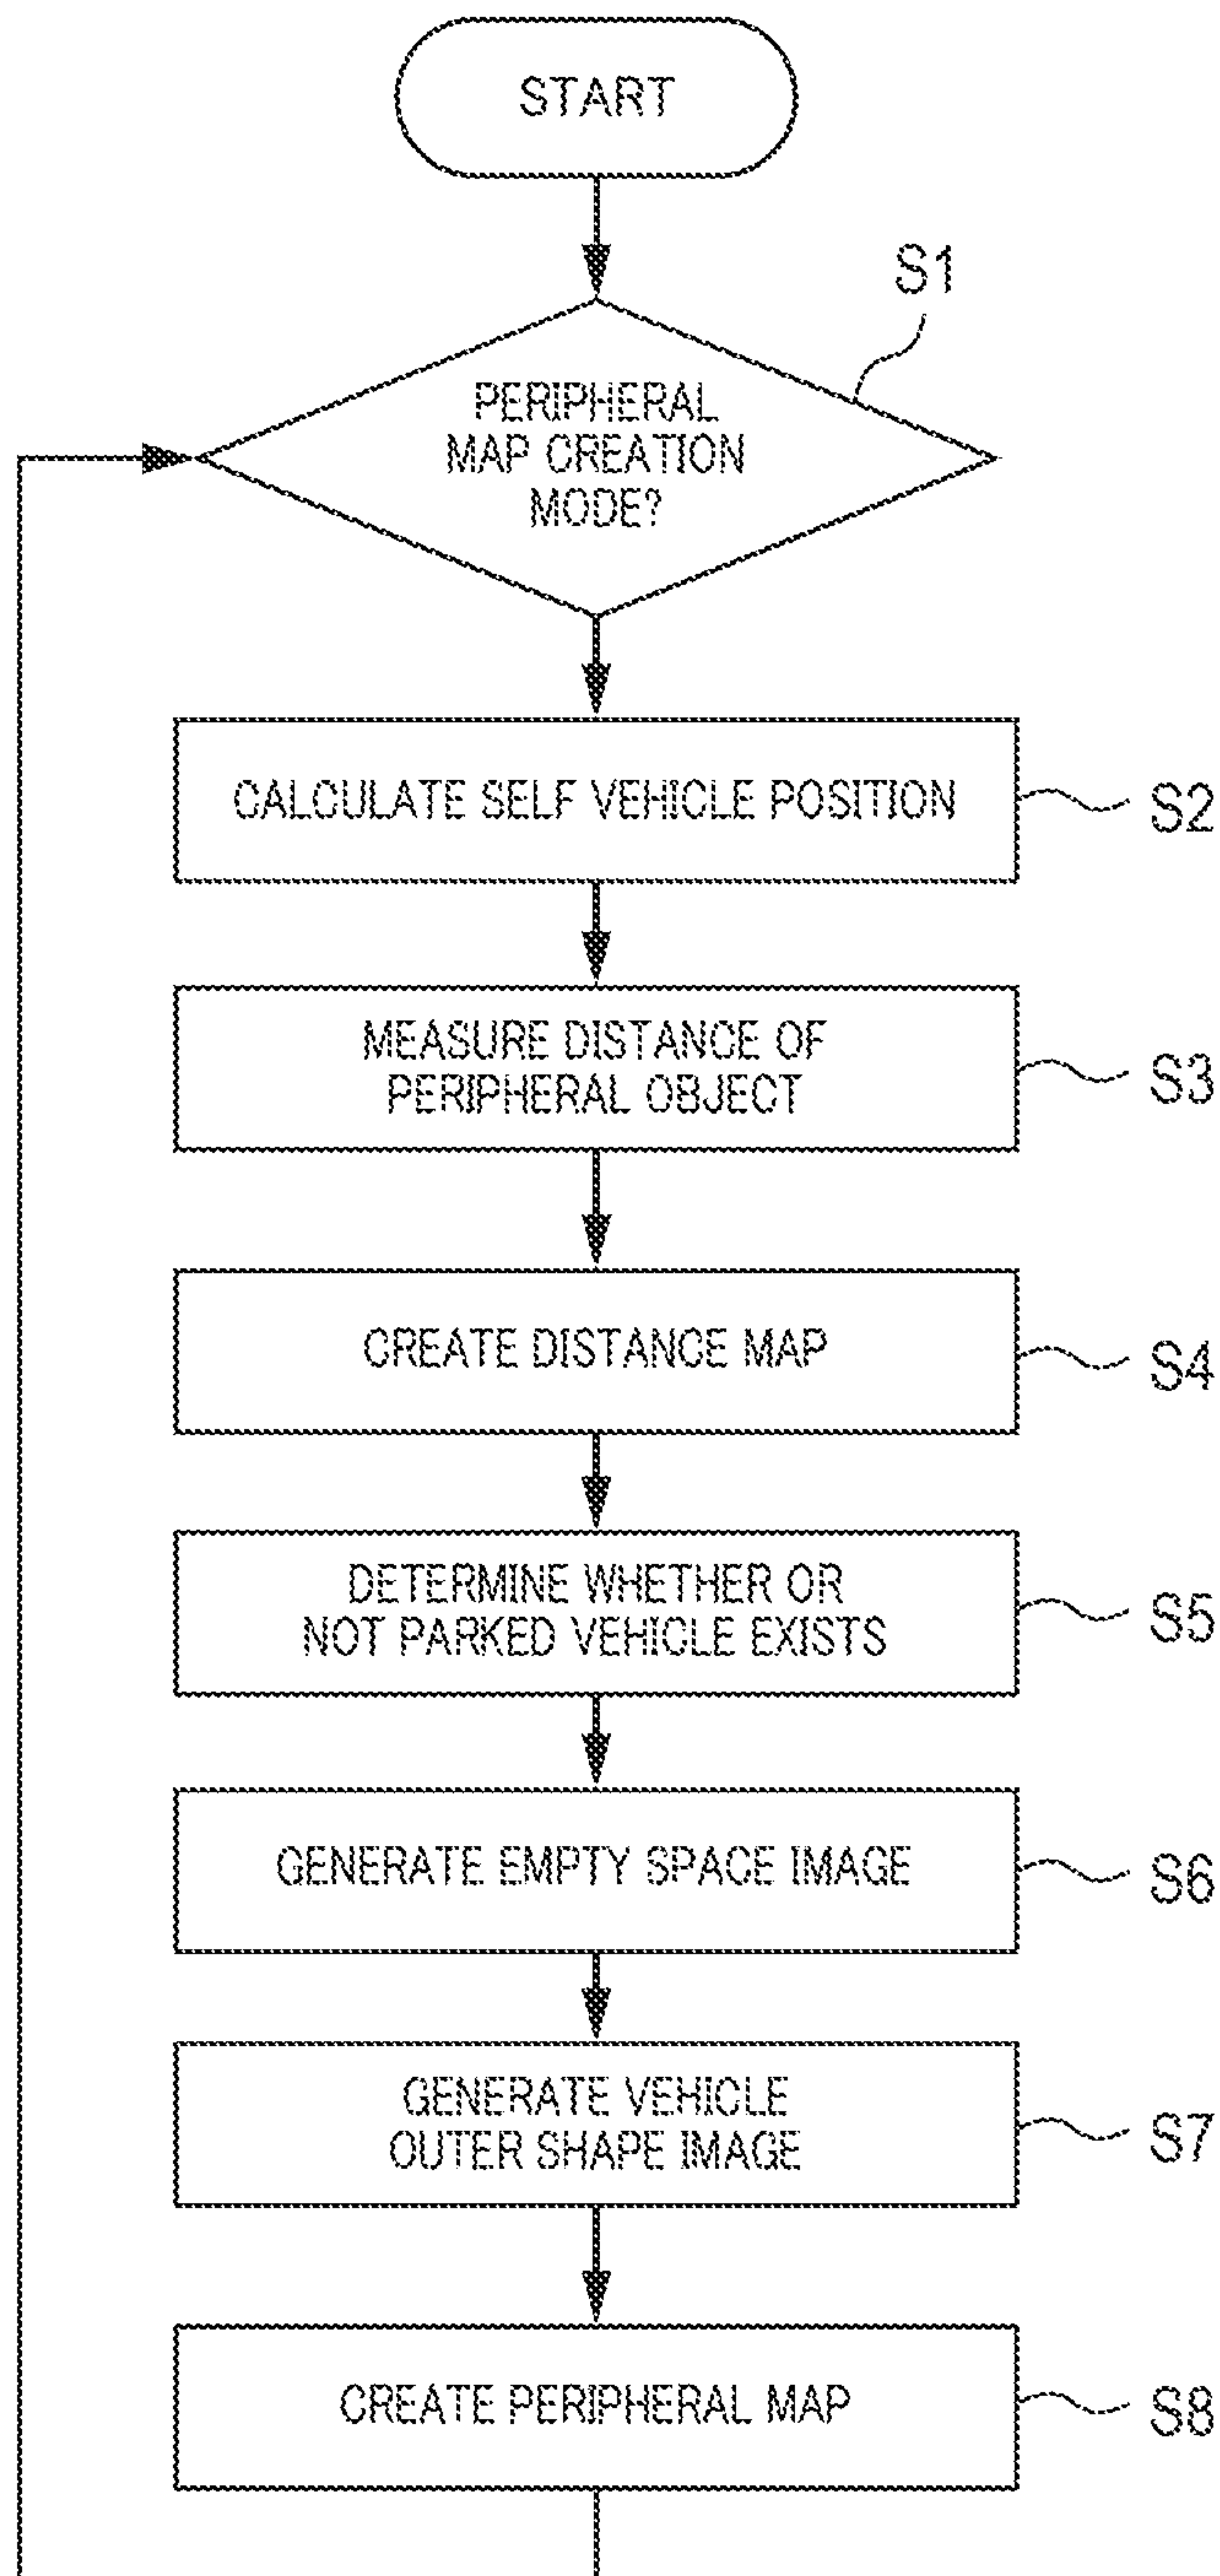 START
S1
PERIPHERAL
MAP CREATION
MODE?
CALCULATE SELF VEHICLE POSITION
S2
MEASURE DISTANCE OF
PERIPHERAL OBJECT
S3
CREATE DISTANCE MAP
S4
DETERMINE WHETHER OR
NOT PARKED VEHICLE EXISTS
S5
GENERATE EMPTY SPACE IMAGE
S6
GENERATE VEHICLE
OUTER SHAPE IMAGE
S7
CREATE PERIPHERAL MAP
S8